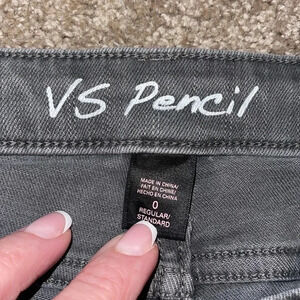 VS Pencil
MADE IN CHINA/
FAIT EN CHINE/
HECHO EN CHINA
0
REGULAR/
STANDARD